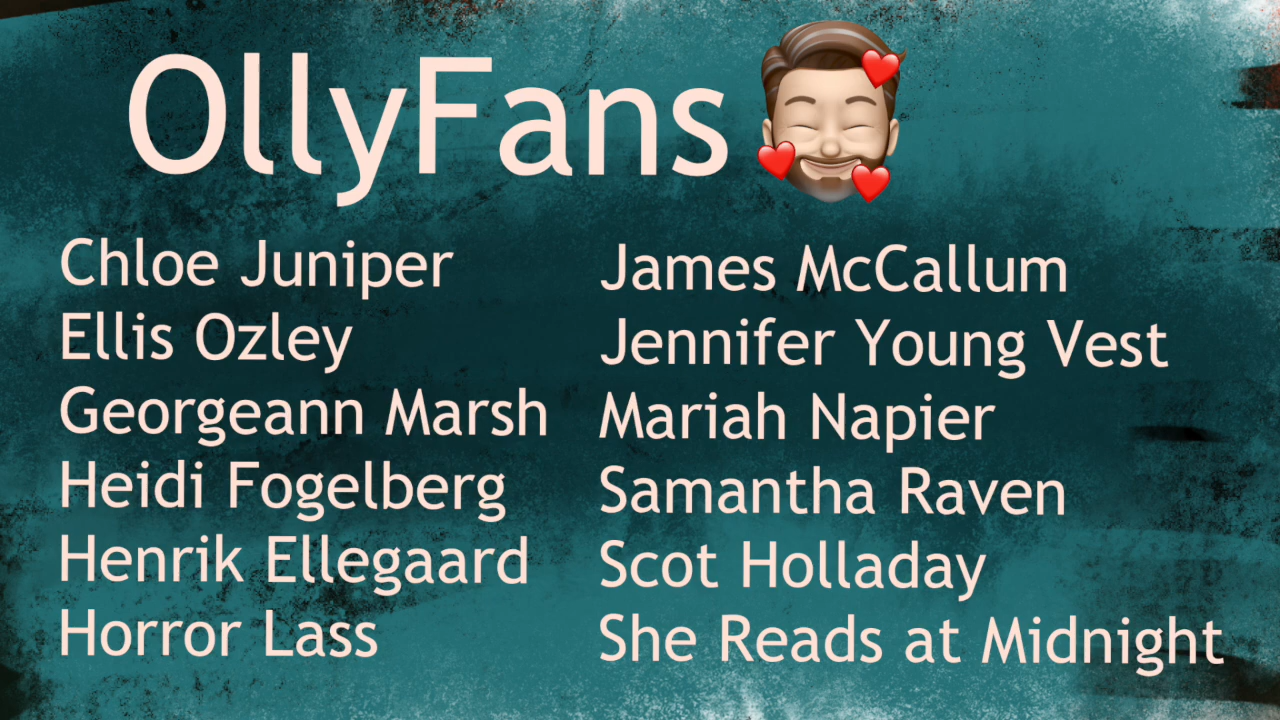 OllyFans
Chloe Juniper
Ellis Ozley
Georgeann Marsh
Heidi Fogelberg
Henrik Ellegaard
Horror Lass
James McCallum
Jennifer Young Vest
Mariah Napier
Samantha Raven
Scot Holladay
She Reads at Midnight